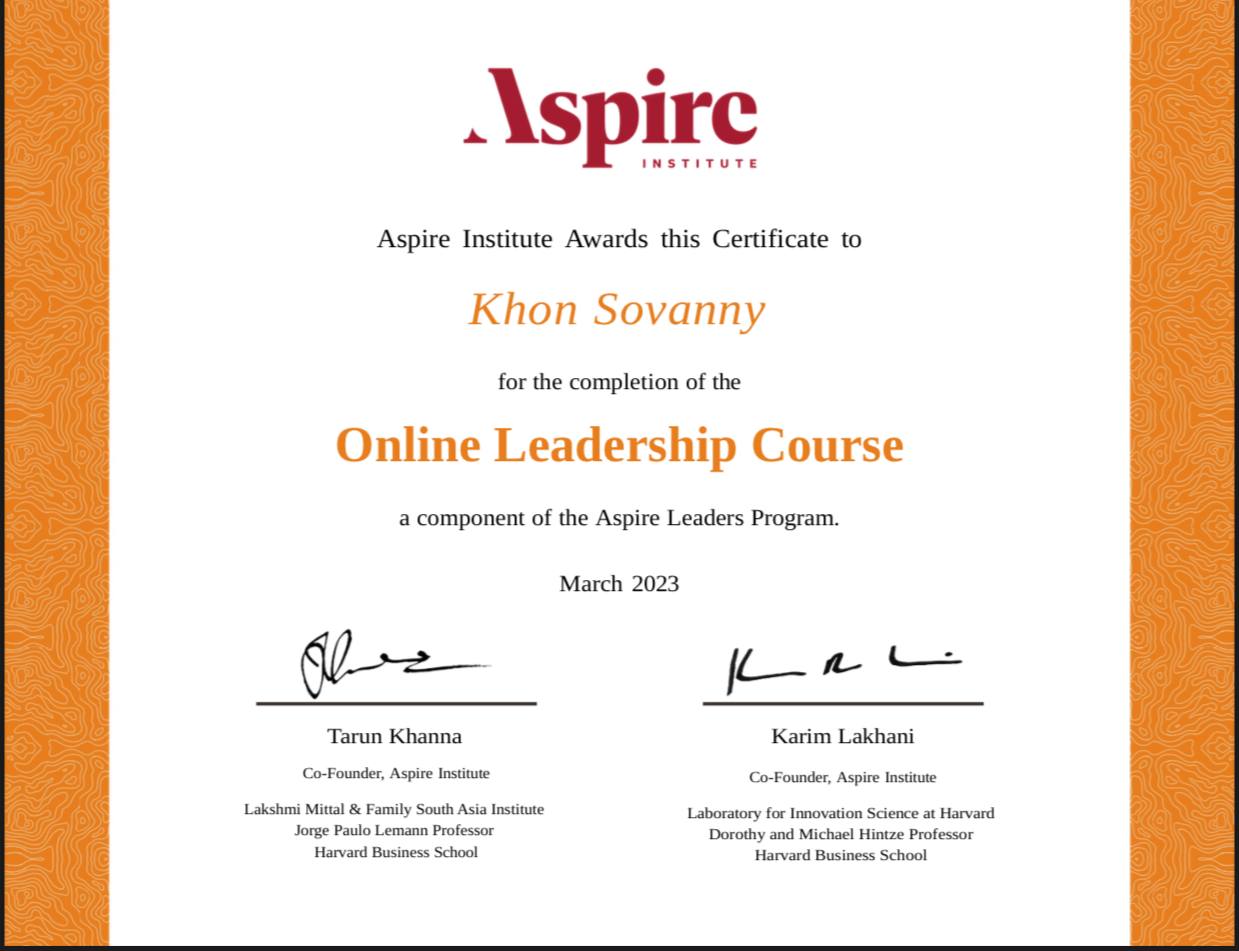 Aspire
INSTITUTE
Aspire Institute Awards this Certificate to
Khon Sovanny
for the completion of the
Online Leadership Course
a component of the Aspire Leaders Program.
March 2023
Tarun Khanna
Co-Founder, Aspire Institute
Lakshmi Mittal & Family South Asia Institute
Jorge Paulo Lemann Professor
Harvard Business School
Karim Lakhani
Co-Founder, Aspire Institute
Laboratory for Innovation Science at Harvard
Dorothy and Michael Hintze Professor
Harvard Business School